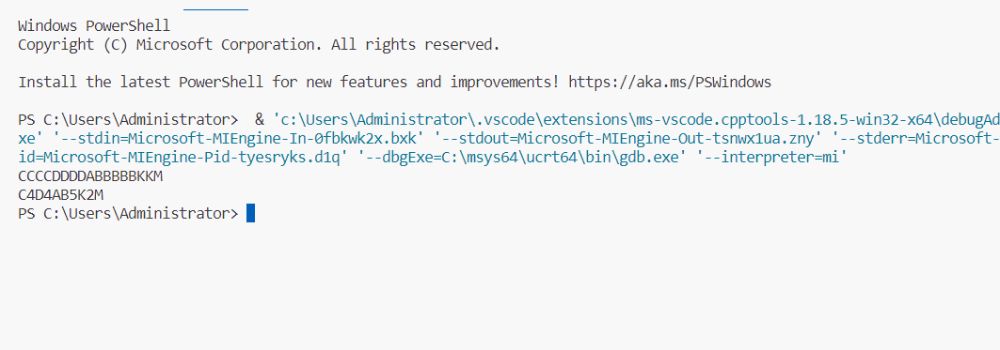 Windows PowerShell
Copyright (C) Microsoft Corporation. All rights reserved.
Install the latest PowerShell for new features and improvements! https://aka.ms/PSWindows
PS C:\Users\Administrator>  & 'c:\Users\Administrator\.vscode\extensions\ms-vscode.cpptools-1.18.5-win32-x64\debugAd
xe' '--stdin=Microsoft-MIEngine-In-0fbkwk2x.bxk' '--stdout=Microsoft-MIEngine-Out-tsnwx1ua.zny' '--stderr=Microsoft-
id=Microsoft-MIEngine-Pid-tyesryks.d1q' '--dbgExe=C:\msys64\ucrt64\bin\gdb.exe' '--interpreter=mi'
CCCCDDDDABBBBBKKM
C4D4AB5K2M
PS C:\Users\Administrator>